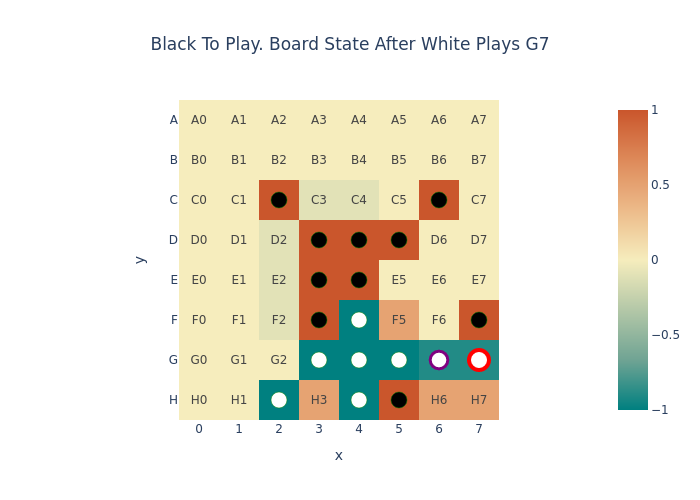 Black To Play. Board State After White Plays G7
A A0 A1 A2 A3 A4 A5 A6 A7
B B0 B1 B2 B3 B4 B5 B6 B7
C C0 C1 C3 C4 C5 C7
D D0 D1 D2 D6 D7
E E0 E1 E2 E5 E6 E7
F F0 F1 F2 F5 F6
G G0 G1 G2
H H0 H1 H3 H6 H7
0 1 2 3 4 5 6 7
x
y
1
0.5
0
−0.5
−1